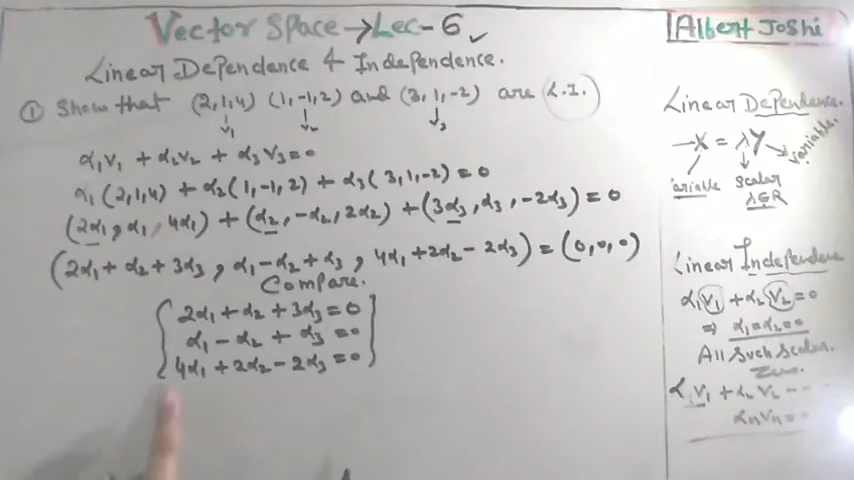 Vector Space → Lec-6
Albert Joshi
Linear Dependence & Independence.
① Show that (2,1,4) (1,-1,2) and (3,1,-2) are L.I.
v₁ v₂ v₃
α₁v₁ + α₂v₂ + α₃v₃=0
α₁(2,1,4) + α₂(1,-1,2) + α₃(3,1,-2)=0
(2α₁, α₁, 4α₁) + (α₂, -α₂, 2α₂) + (3α₃, α₃, -2α₃) = 0
(2α₁ + α₂ + 3α₃, α₁ - α₂ + α₃, 4α₁ + 2α₂ - 2α₃) = (0,0,0)
Compare.
2α₁ + α₂ + 3α₃ = 0
α₁ - α₂ + α₃ = 0
4α₁ + 2α₂ - 2α₃ = 0
Linear Dependence.
X = λY
ariable scalar variable
λ∈R
Linear Independence
α₁v₁ + α₂v₂ = 0
⇒ α₁=α₂=0
All such scalar.
Zero.
α v₁ + α₂ v₂ ---
αₙvₙ=